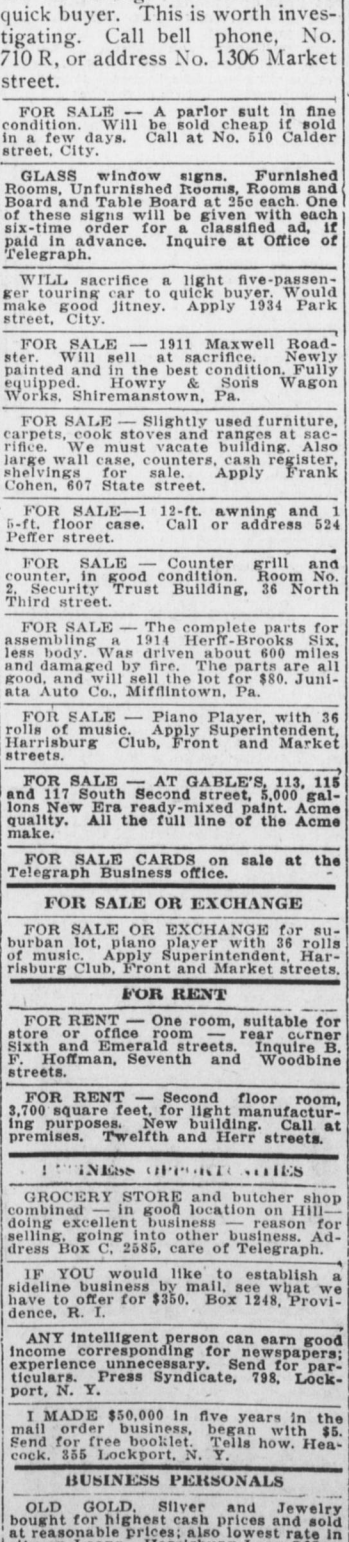 quick buyer. This is worth inves-
tigating. Call bell phone, No.
710 R, or address No. 1306 Market
street.
FOR SALE — A parlor suit in fine
condition. Will be sold cheap if sold
in a few days. Call at No. 510 Calder
street, City.
GLASS window signs. Furnished
Rooms, Unfurnished Rooms, Rooms and
Board and Table Board at 25c each. One
of these signs will be given with each
six-time order for a classified ad, if
paid in advance. Inquire at Office of
Telegraph.
WILL sacrifice a light five-passen-
ger touring car to quick buyer. Would
make good jitney. Apply 1934 Park
street, City.
FOR SALE — 1911 Maxwell Road-
ster. Will sell at sacrifice. Newly
painted and in the best condition. Fully
equipped. Howry & Sons Wagon
Works, Shiremanstown, Pa.
FOR SALE — Slightly used furniture,
carpets, cook stoves and ranges at sac-
rifice. We must vacate building. Also
large wall case, counters, cash register,
shelvings for sale. Apply Frank
Cohen, 607 State street.
FOR SALE—1 12-ft. awning and 1
5-ft. floor case. Call or address 524
Peffer street.
FOR SALE — Counter grill and
counter, in good condition. Room No.
2, Security Trust Building, 36 North
Third street.
FOR SALE — The complete parts for
assembling a 1914 Herff-Brooks Six,
less body. Was driven about 600 miles
and damaged by fire. The parts are all
good, and will sell the lot for $80. Juni-
ata Auto Co., Mifflintown, Pa.
FOR SALE — Piano Player, with 36
rolls of music. Apply Superintendent,
Harrisburg Club, Front and Market
streets.
FOR SALE — AT GABLE'S, 113, 115
and 117 South Second street, 5,000 gal-
lons New Era ready-mixed paint. Acme
quality. All the full line of the Acme
make.
FOR SALE CARDS on sale at the
Telegraph Business office.
FOR SALE OR EXCHANGE
FOR SALE OR EXCHANGE for su-
burban lot, piano player with 36 rolls
of music. Apply Superintendent, Har-
risburg Club, Front and Market streets.
FOR RENT
FOR RENT — One room, suitable for
store or office room — rear corner
Sixth and Emerald streets. Inquire B.
F. Hoffman, Seventh and Woodbine
streets.
FOR RENT — Second floor room,
3,700 square feet, for light manufactur-
ing purposes. New building. Call at
premises. Twelfth and Herr streets.
GROCERY STORE and butcher shop
combined — in good location on Hill—
doing excellent business — reason for
selling, going into other business. Ad-
dress Box C, 2585, care of Telegraph.
IF YOU would like to establish a
sideline business by mail, see what we
have to offer for $350. Box 1248, Provi-
dence, R. I.
ANY intelligent person can earn good
income corresponding for newspapers;
experience unnecessary. Send for par-
ticulars. Press Syndicate, 798, Lock-
port, N. Y.
I MADE $50,000 in five years in the
mail order business, began with $5.
Send for free booklet. Tells how. Hea-
cock, 355 Lockport, N. Y.
BUSINESS PERSONALS
OLD GOLD, Silver and Jewelry
bought for highest cash prices and sold
at reasonable prices; also lowest rate in